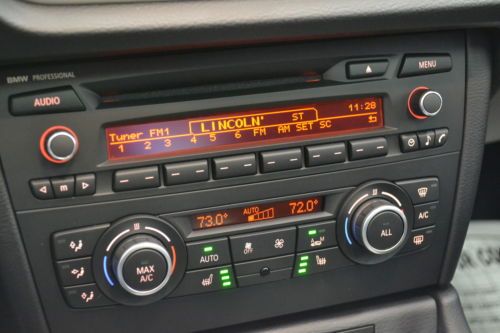 BMW PROFESSIONAL
MENU
AUDIO
11:28
LINCOLN' ST
Tuner FM1
1 2 3 4 5 6 FM AM SET SC
M
73.0° AUTO 72.0°
AUTO OFF
A/C
ALL
MAX A/C